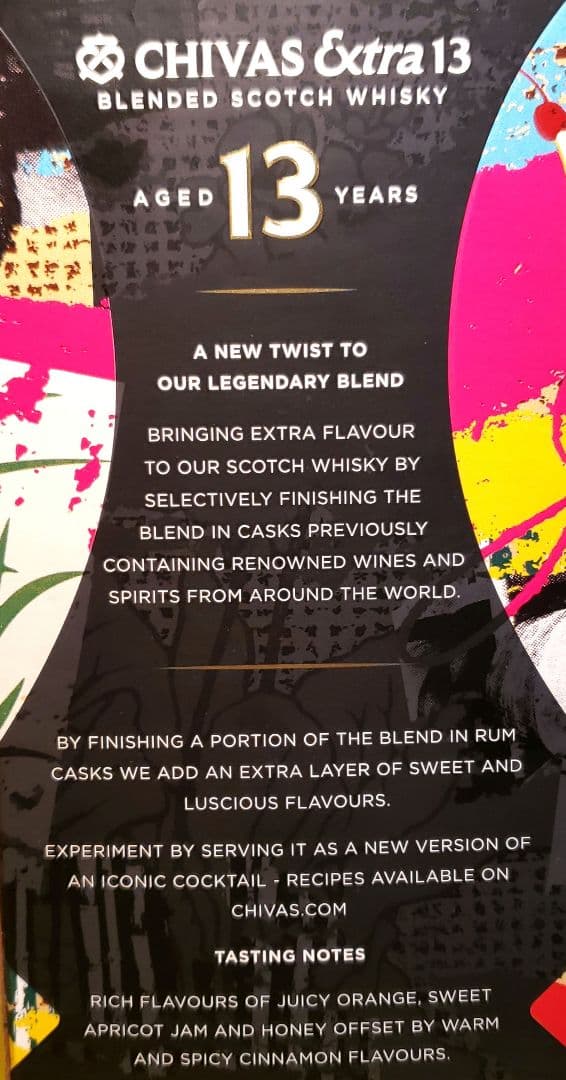 CHIVAS Extra 13
BLENDED SCOTCH WHISKY
AGED 13 YEARS
A NEW TWIST TO
OUR LEGENDARY BLEND
BRINGING EXTRA FLAVOUR
TO OUR SCOTCH WHISKY BY
SELECTIVELY FINISHING THE
BLEND IN CASKS PREVIOUSLY
CONTAINING RENOWNED WINES AND
SPIRITS FROM AROUND THE WORLD.
BY FINISHING A PORTION OF THE BLEND IN RUM
CASKS WE ADD AN EXTRA LAYER OF SWEET AND
LUSCIOUS FLAVOURS.
EXPERIMENT BY SERVING IT AS A NEW VERSION OF
AN ICONIC COCKTAIL - RECIPES AVAILABLE ON
CHIVAS.COM
TASTING NOTES
RICH FLAVOURS OF JUICY ORANGE, SWEET
APRICOT JAM AND HONEY OFFSET BY WARM
AND SPICY CINNAMON FLAVOURS.